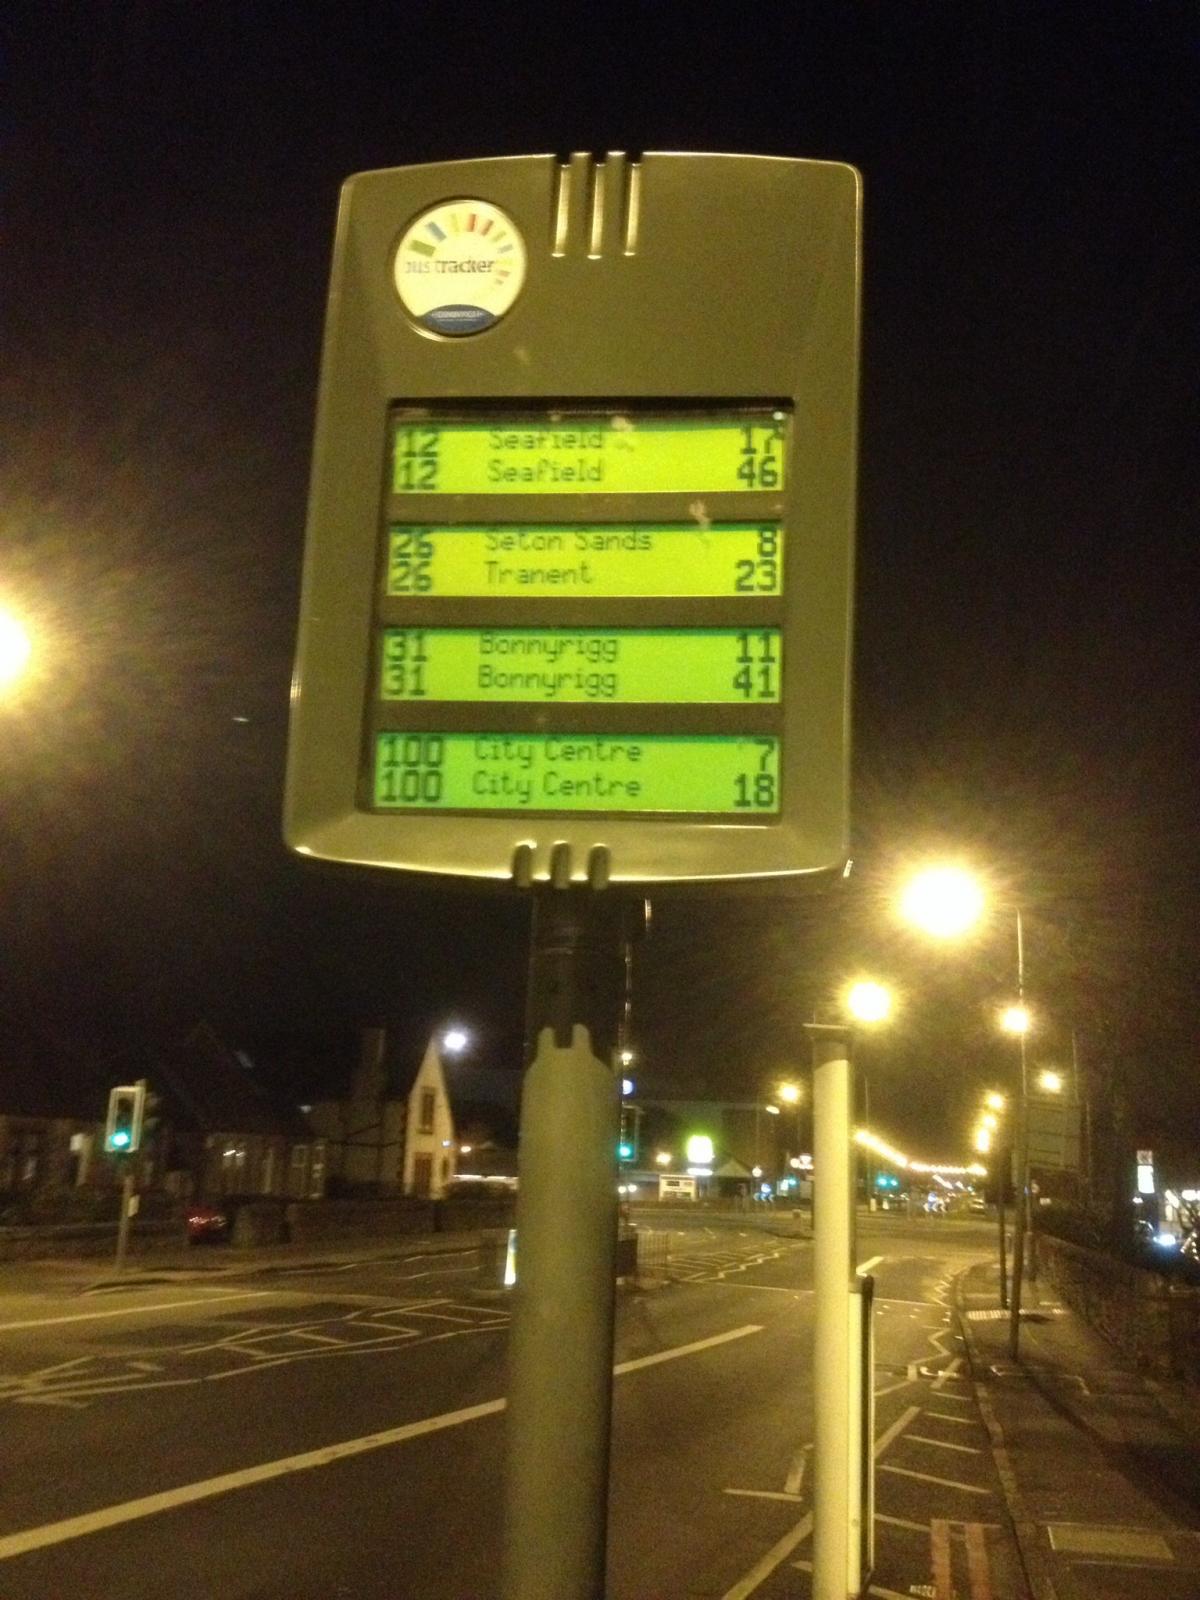 bus tracker
12 Seafield 17
12 Seafield 46
26 Seton Sands 8
26 Tranent 23
31 Bonnyrigg 11
31 Bonnyrigg 41
100 City Centre 7
100 City Centre 18